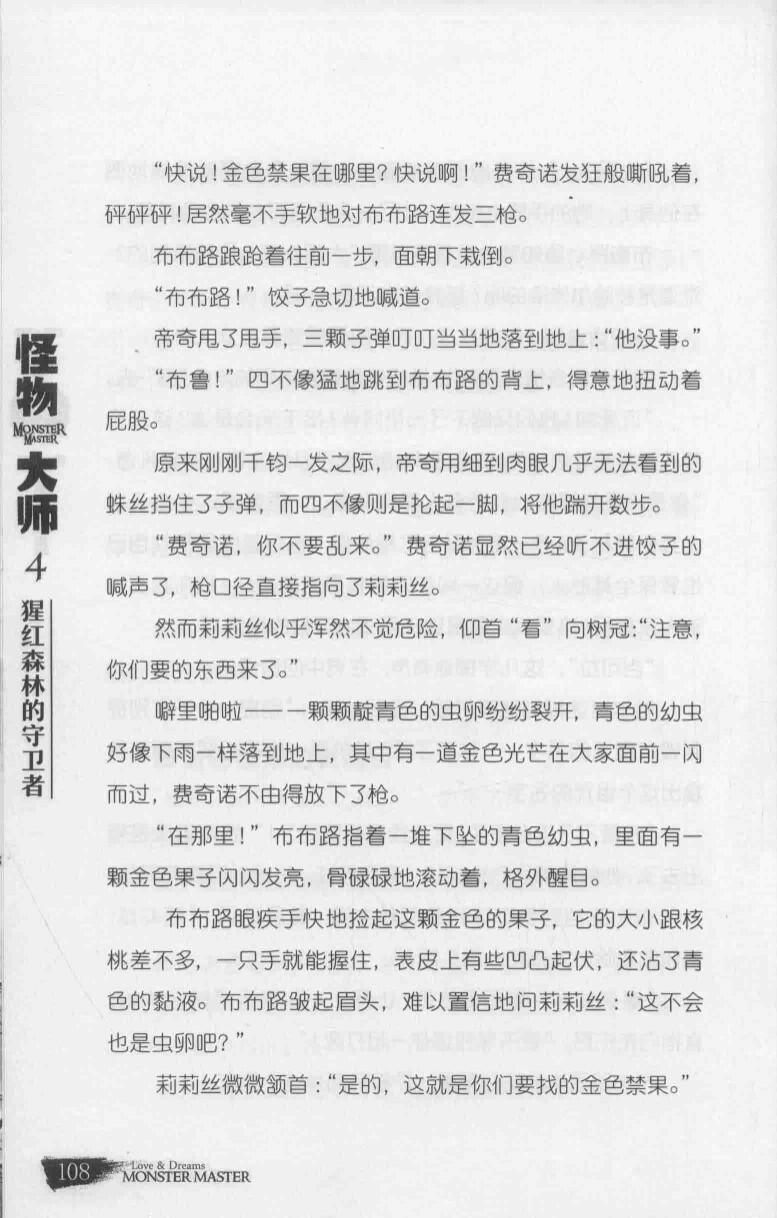 “快说！金色禁果在哪里？快说啊！”费奇诺发狂般嘶吼着，
砰砰砰！居然毫不手软地对布布路连发三枪。
布布路踉跄着往前一步，面朝下栽倒。
“布布路！”饺子急切地喊道。
帝奇甩了甩手，三颗子弹叮叮当当地落到地上：“他没事。”
“布鲁！”四不像猛地跳到布布路的背上，得意地扭动着
屁股。
原来刚刚千钧一发之际，帝奇用细到肉眼几乎无法看到的
蛛丝挡住了子弹，而四不像则是抡起一脚，将他踹开数步。
“费奇诺，你不要乱来。”费奇诺显然已经听不进饺子的
喊声了，枪口径直接指向了莉莉丝。
然而莉莉丝似乎浑然不觉危险，仰首“看”向树冠：“注意，
你们要的东西来了。”
噼里啪啦——一颗颗靛青色的虫卵纷纷裂开，青色的幼虫
好像下雨一样落到地上，其中有一道金色光芒在大家面前一闪
而过，费奇诺不由得放下了枪。
“在那里！”布布路指着一堆下坠的青色幼虫，里面有一
颗金色果子闪闪发亮，骨碌碌地滚动着，格外醒目。
布布路眼疾手快地捡起这颗金色的果子，它的大小跟核
桃差不多，一只手就能握住，表皮上有些凹凸起伏，还沾了青
色的黏液。布布路皱起眉头，难以置信地问莉莉丝：“这不会
也是虫卵吧？”
莉莉丝微微颔首：“是的，这就是你们要找的金色禁果。”
怪物
MONSTER
MASTER
大师
4
猩红森林的守卫者
108
Love & Dreams
MONSTER MASTER